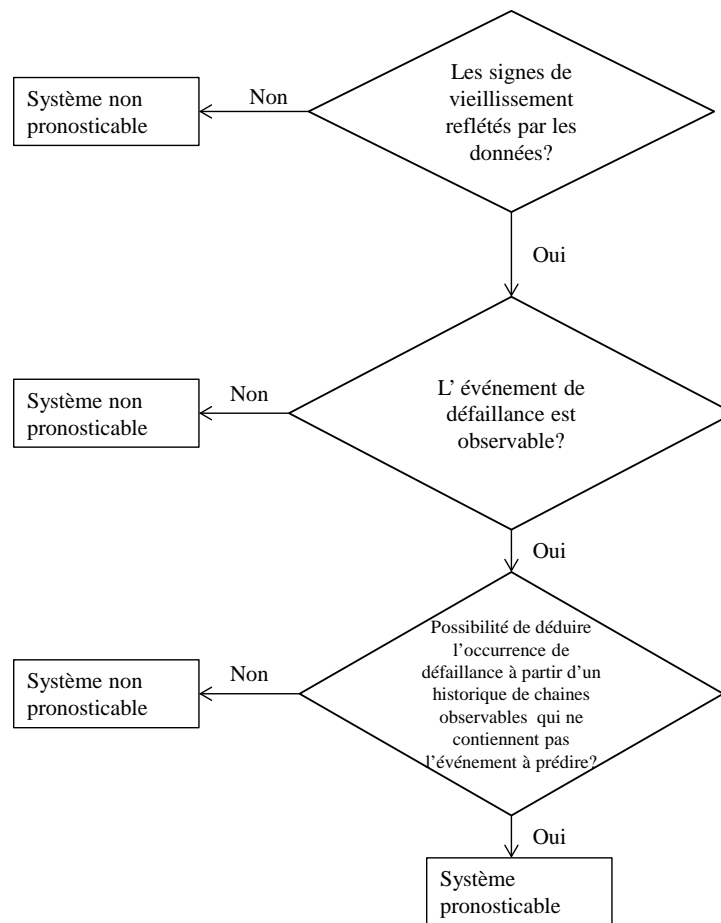 Les signes de
vieillissement
reflétés par les
données?
Non
Système non
pronosticable
Oui
L' événement de
défaillance est
observable?
Non
Système non
pronosticable
Oui
Possibilité de déduire
l'occurrence de
défaillance à partir d'un
historique de chaines
observables qui ne
contiennent pas
l'événement à prédire?
Non
Système non
pronosticable
Oui
Système
pronosticable